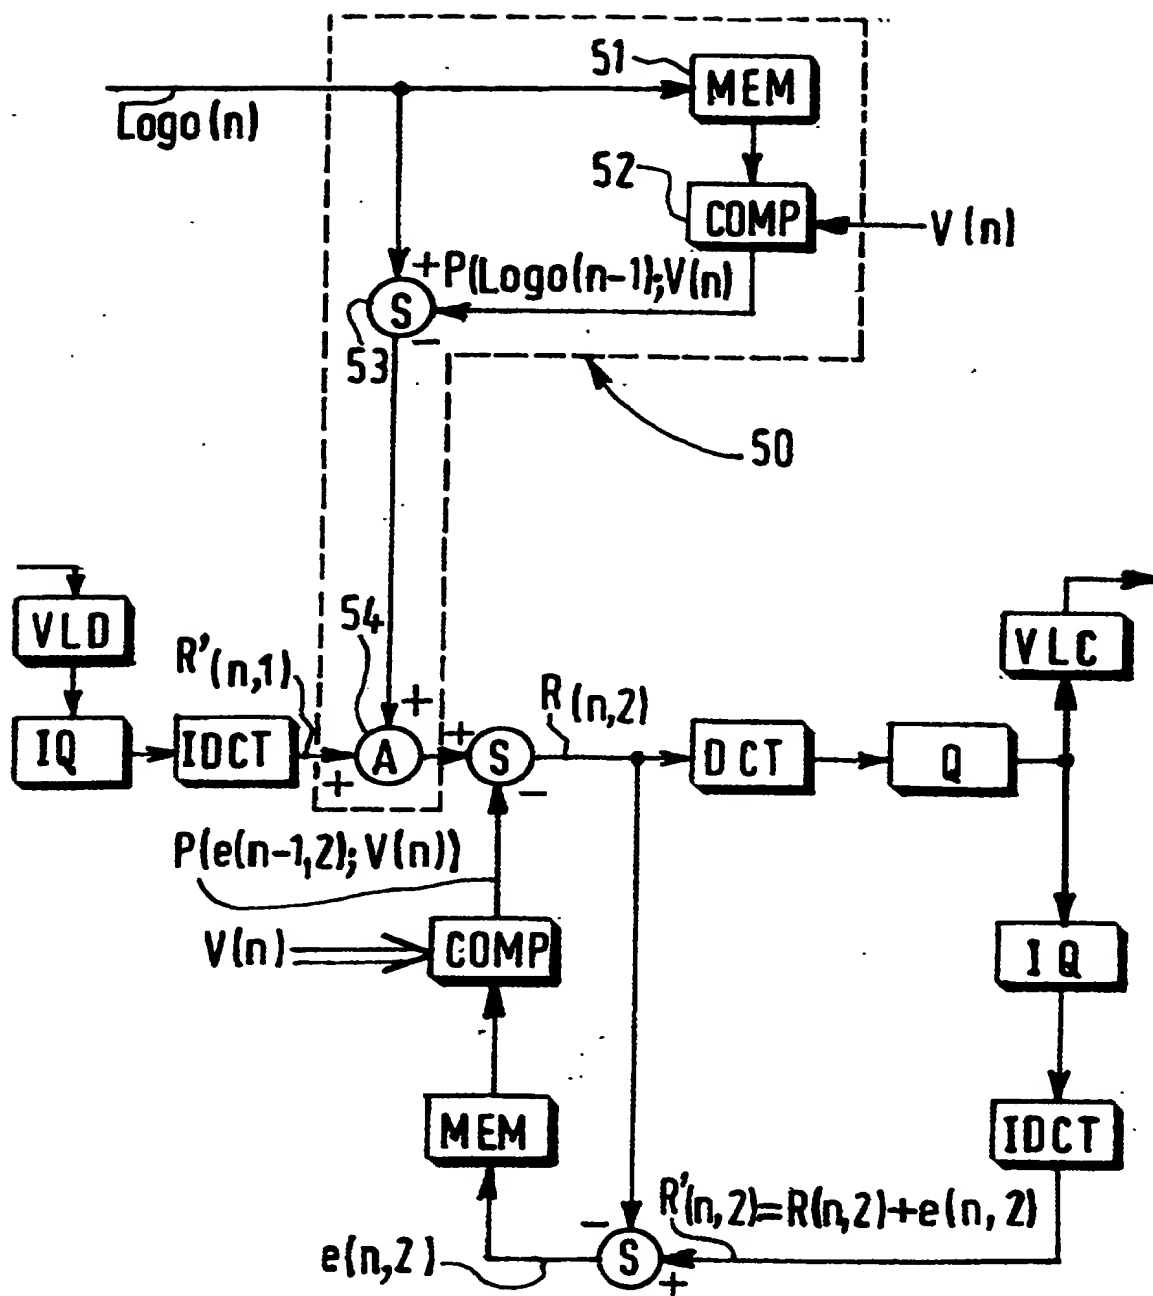 51
MEM
Logo(n)
52
COMP
V(n)
+
P(Logo(n-1);V(n)
S
53
-
50
VLD
54
VLC
R'(n,1)
+
R(n,2)
IQ
IDCT
A
+
S
DCT
Q
+
-
P(e(n-1,2);V(n))
V(n)
COMP
IQ
MEM
IDCT
R'(n,2)=R(n,2)+e(n,2)
-
e(n,2)
S
+